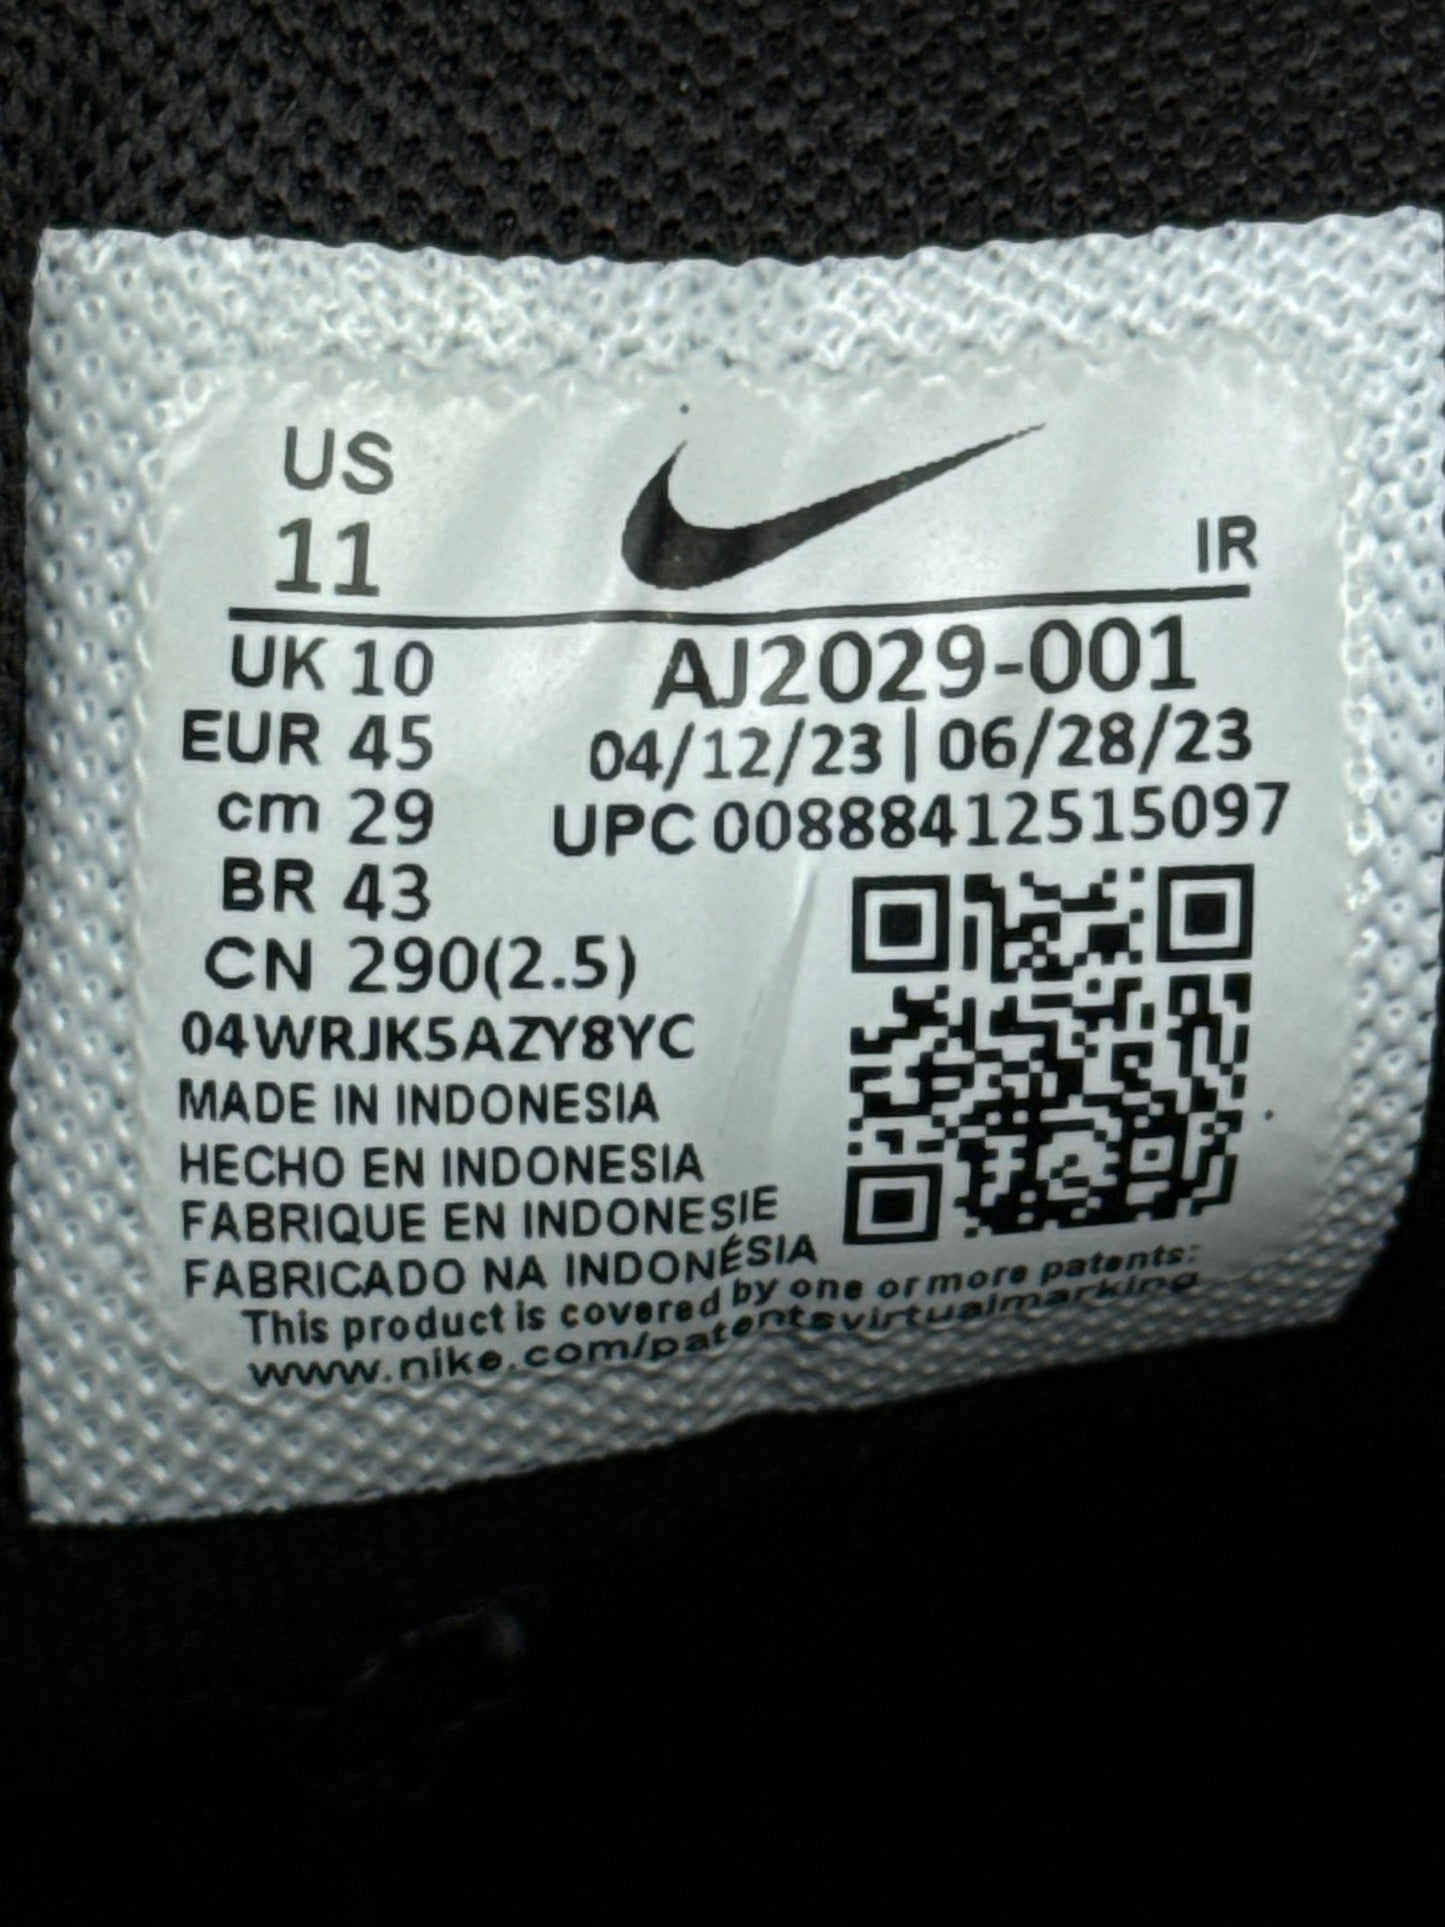 US
11
IR
UK 10
AJ2029-001
EUR 45
04/12/23 | 06/28/23
cm 29
UPC 00888412515097
BR 43
CN 290(2.5)
04WRJK5AZY8YC
MADE IN INDONESIA
HECHO EN INDONESIA
FABRIQUE EN INDONESIE
FABRICADO NA INDONÉSIA
This product is covered by one or more patents:
www.nike.com/patentsvirtualmarking